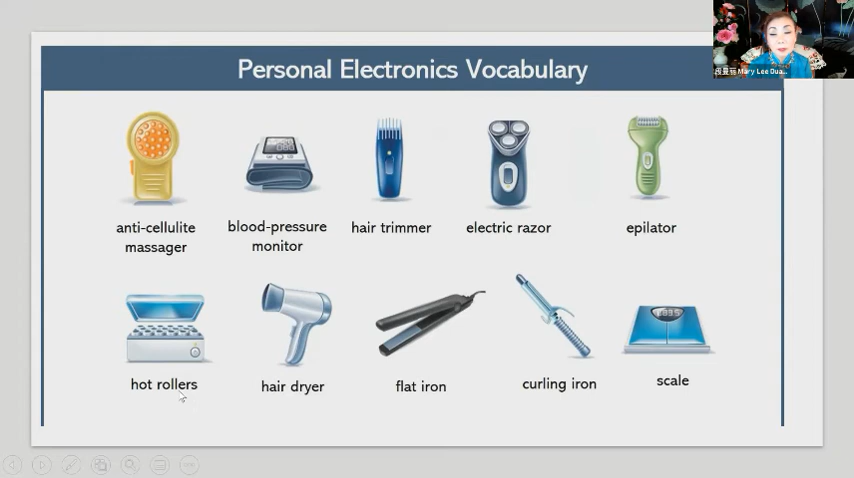 Personal Electronics Vocabulary
Mary Lee Dua...
anti-cellulite
massager
blood-pressure
monitor
hair trimmer
electric razor
epilator
hot rollers
hair dryer
flat iron
curling iron
scale